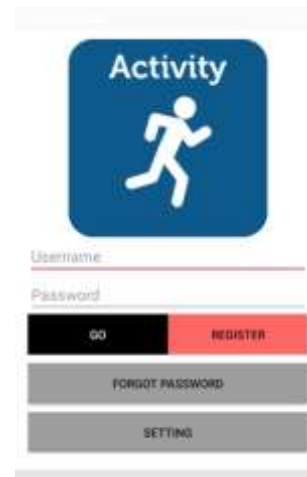 Activity
Username
Password
GO REGISTER
FORGOT PASSWORD
SETTING